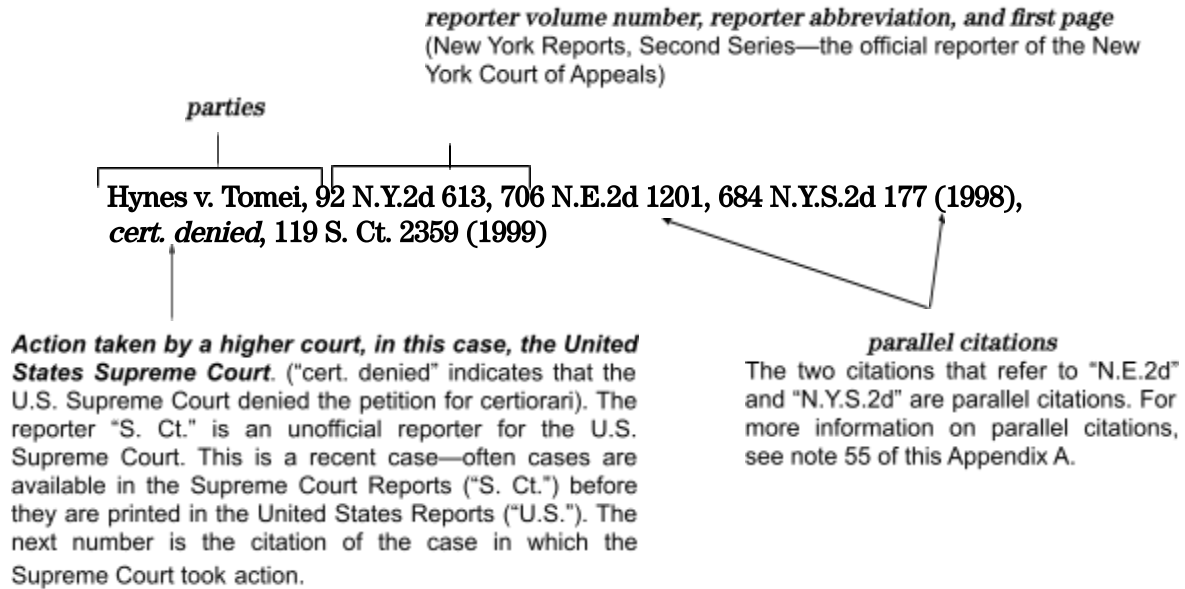 reporter volume number, reporter abbreviation, and first page
(New York Reports, Second Series—the official reporter of the New
York Court of Appeals)
parties
Hynes v. Tomei, 92 N.Y.2d 613, 706 N.E.2d 1201, 684 N.Y.S.2d 177 (1998),
cert. denied, 119 S. Ct. 2359 (1999)
Action taken by a higher court, in this case, the United
States Supreme Court. (“cert. denied” indicates that the
U.S. Supreme Court denied the petition for certiorari). The
reporter “S. Ct.” is an unofficial reporter for the U.S.
Supreme Court. This is a recent case—often cases are
available in the Supreme Court Reports (“S. Ct.”) before
they are printed in the United States Reports (“U.S.”). The
next number is the citation of the case in which the
Supreme Court took action.
parallel citations
The two citations that refer to “N.E.2d”
and “N.Y.S.2d” are parallel citations. For
more information on parallel citations,
see note 55 of this Appendix A.